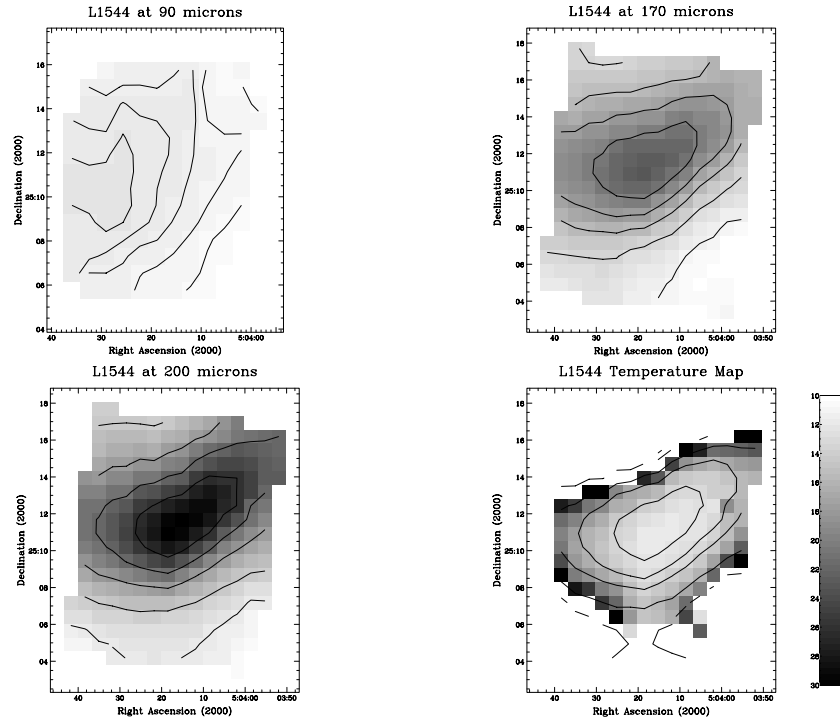 L1544 at 90 microns
16
14
12
25:10
08
06
04
Declination (2000)
40 30 20 10 5:04:00
Right Ascension (2000)
L1544 at 170 microns
18
16
14
12
25:10
08
06
04
Declination (2000)
40 30 20 10 5:04:00 03:50
Right Ascension (2000)
L1544 at 200 microns
18
16
14
12
25:10
08
06
04
Declination (2000)
40 30 20 10 5:04:00 03:50
Right Ascension (2000)
L1544 Temperature Map
18
16
14
12
25:10
08
06
04
Declination (2000)
40 30 20 10 5:04:00 03:50
Right Ascension (2000)
10
12
14
16
18
20
22
24
26
28
30